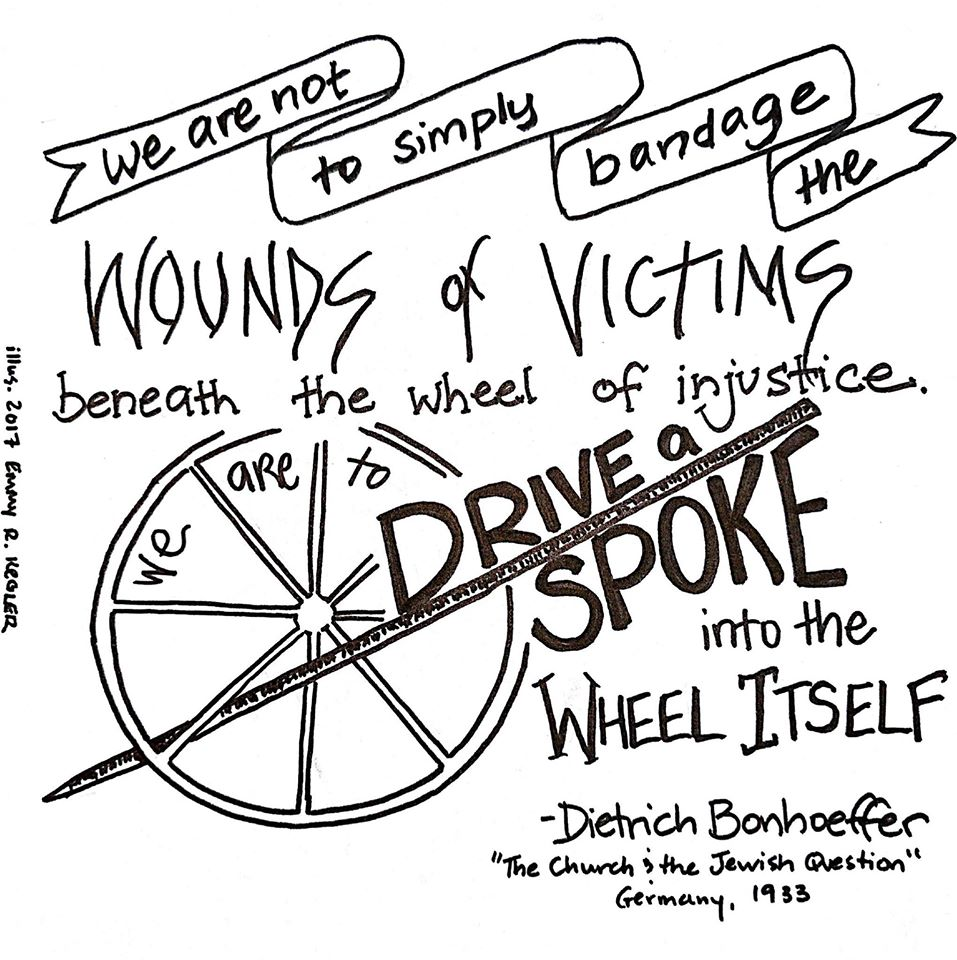 We are not
to simply
bandage
the
WOUNDS of VICTIMS
beneath the wheel of injustice.
We are to
DRIVE a
SPOKE
into the
WHEEL ITSELF
-Dietrich Bonhoeffer
"The Church & the Jewish Question"
Germany, 1933
illus. 2017 Emmy R. KEGLER